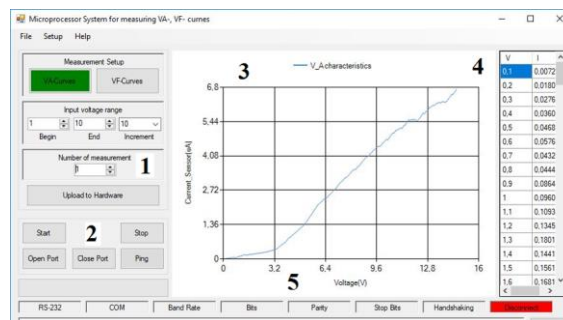 Microprocessor System for measuring VA-, VF- curnes
File Setup Help
Measurement Setup
VA-Curves VF-Curves
Input voltage range
1 10 10
Begin End Increment
Number of measurement
1
Upload to Hardware
Start 2 Stop
Open Port Close Port Ping
3
V_Acharacteristics
4
Current_Sensor[uA]
6.8
5.44
4.08
2.72
1.36
0
0 3.2 6.4 9.6 12.8 16
5
Voltage(V)
V I
0,1 0,0072
0,2 0,0180
0,3 0,0276
0,4 0,0360
0,5 0,0468
0,6 0,0576
0,7 0,0432
0,8 0,0444
0,9 0,0864
1 0,0960
1,1 0,1093
1,2 0,1345
1,3 0,1801
1,4 0,1441
1,5 0,1561
1,6 0,1681
RS-232 COM Band Rate Bits Parity Stop Bits Handshaking Disconnect